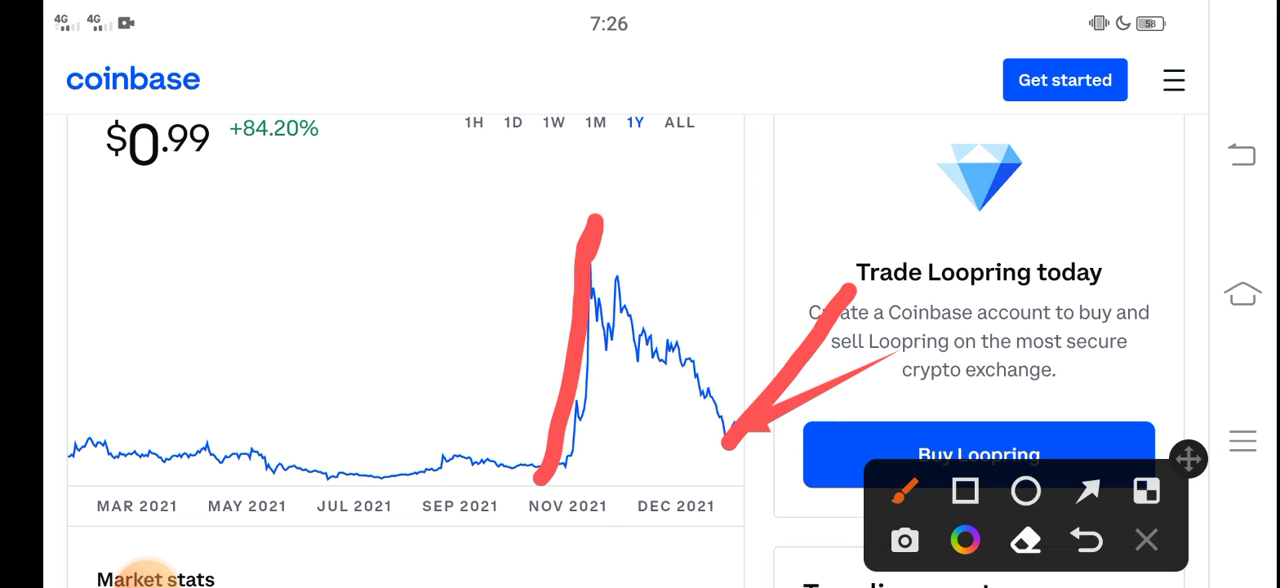 4G 4G 7:26 58
coinbase Get started
$0.99 +84.20% 1H 1D 1W 1M 1Y ALL
Trade Loopring today
Create a Coinbase account to buy and
sell Loopring on the most secure
crypto exchange.
Buy Loopring
MAR 2021 MAY 2021 JUL 2021 SEP 2021 NOV 2021 DEC 2021
Market stats